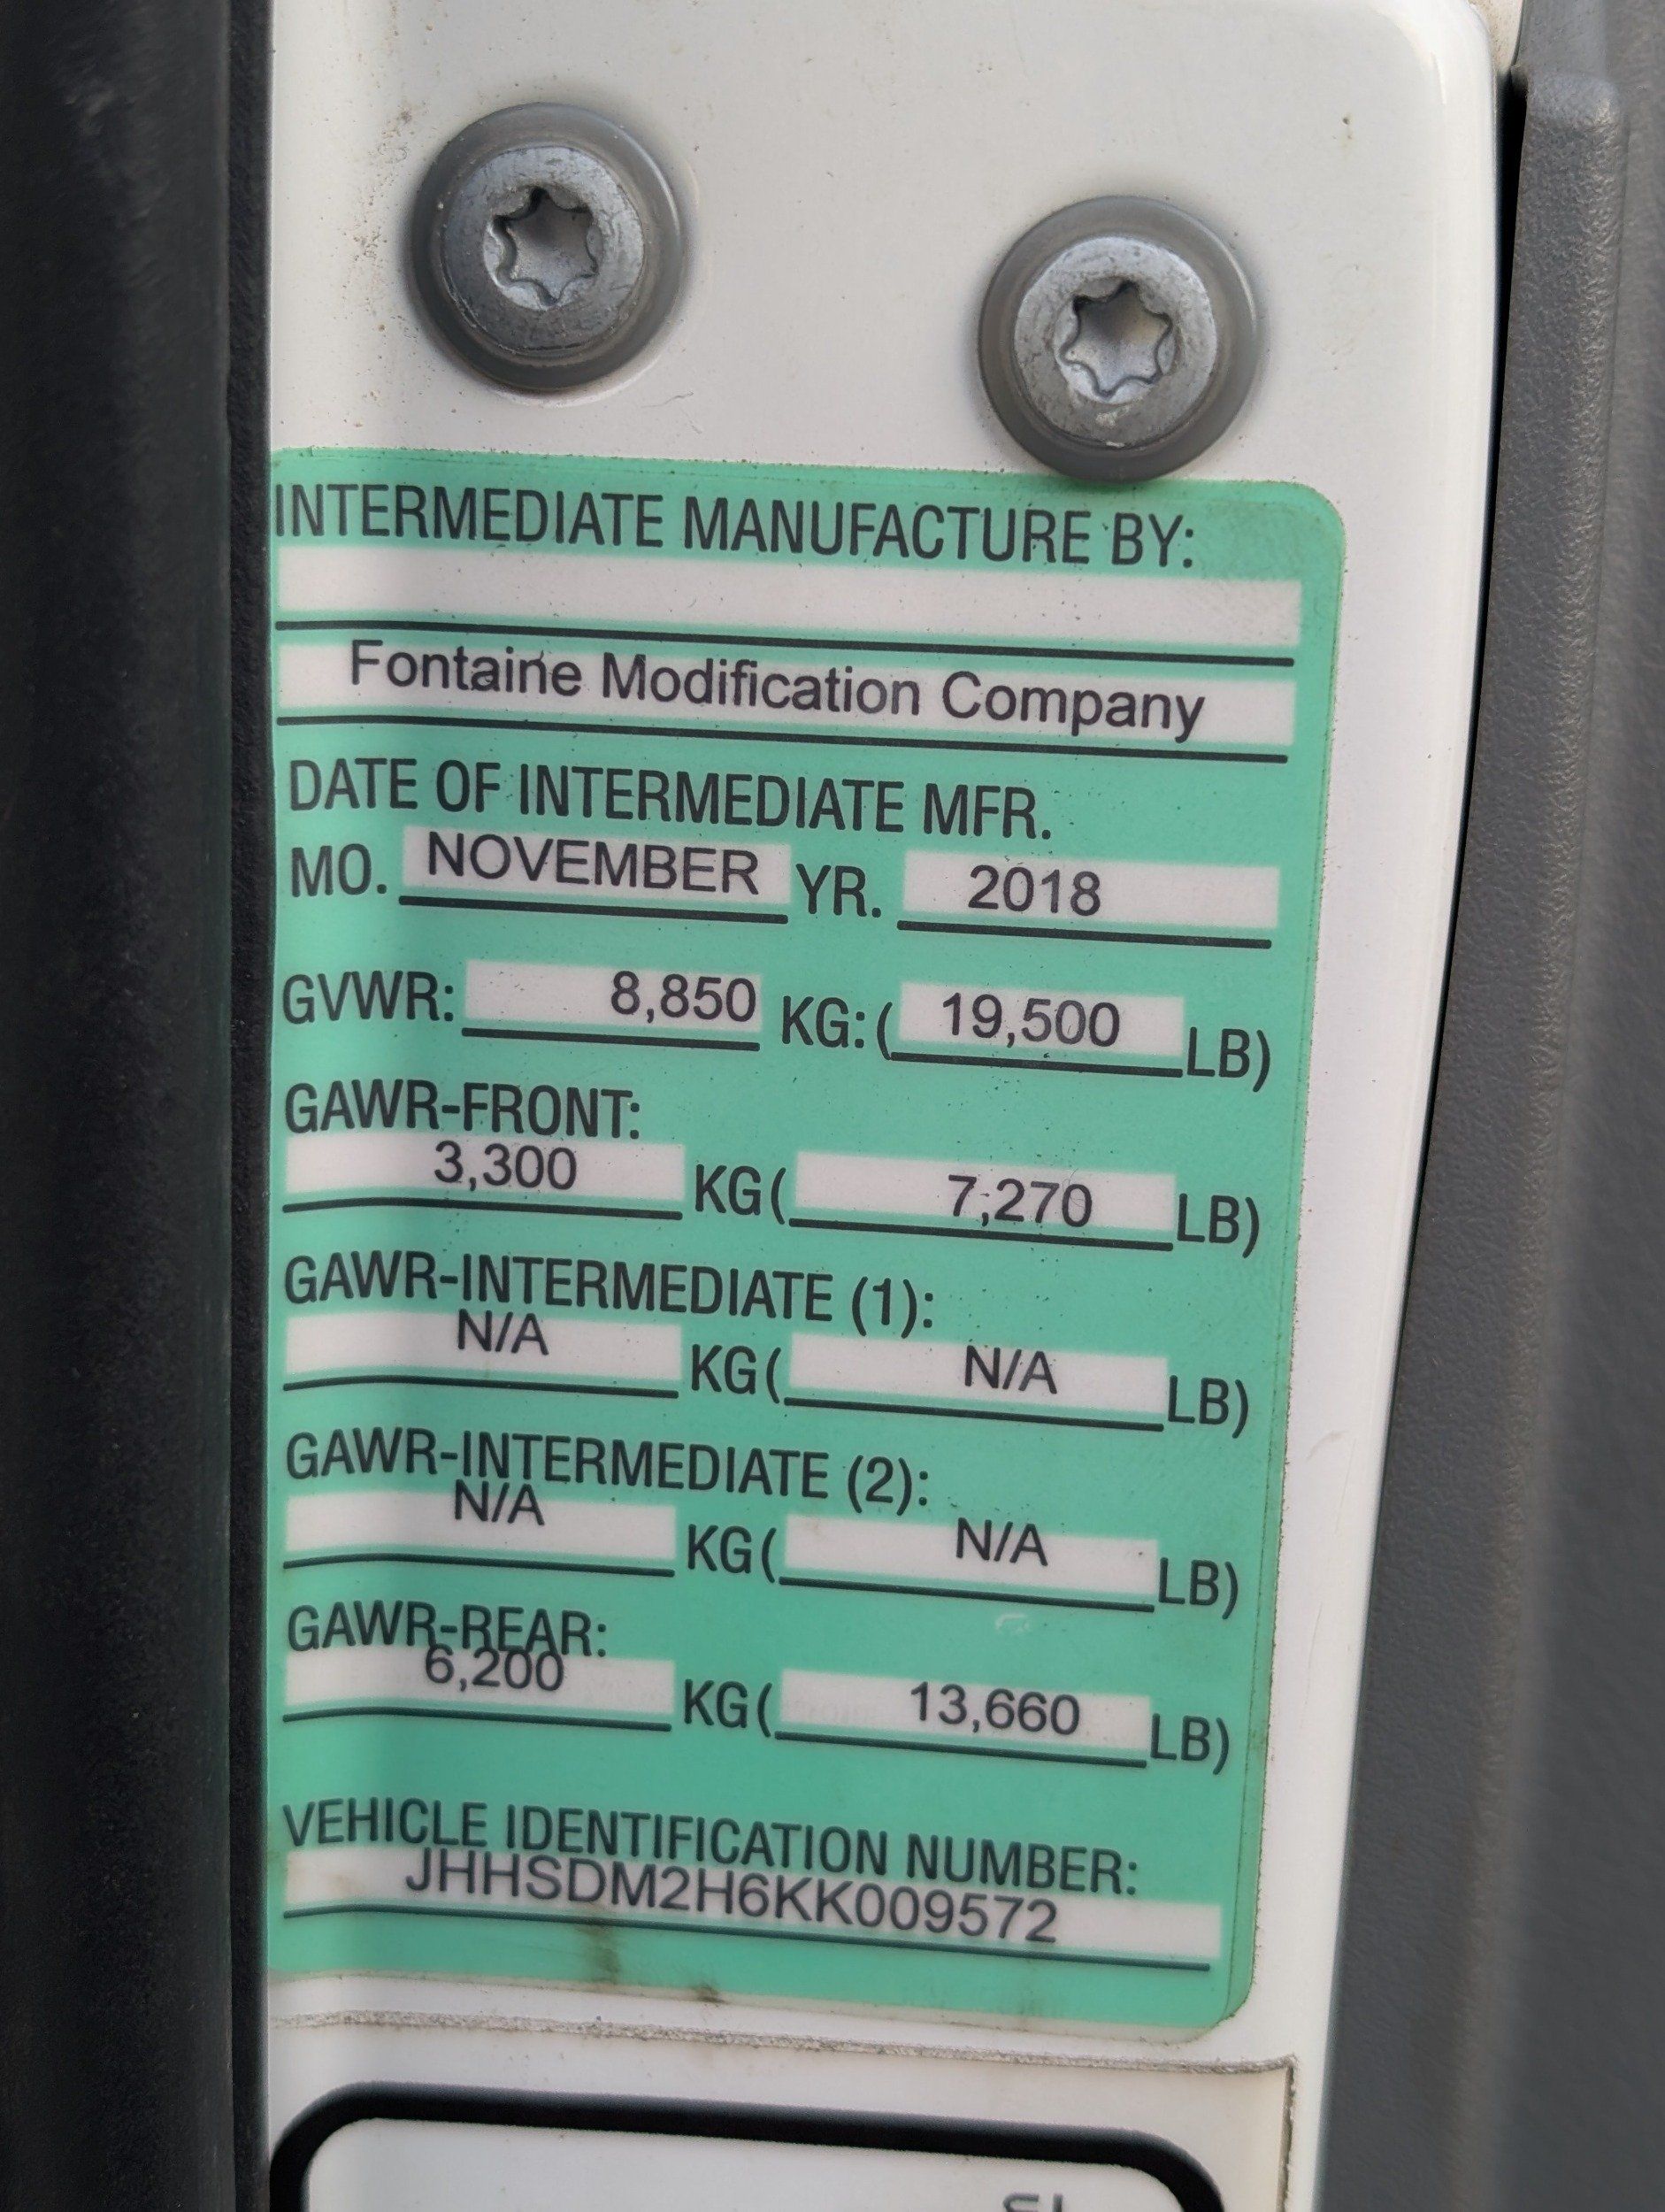 INTERMEDIATE MANUFACTURE BY:
Fontaine Modification Company
DATE OF INTERMEDIATE MFR.
MO. NOVEMBER YR. 2018
GVWR: 8,850 KG: ( 19,500 LB)
GAWR-FRONT:
3,300 KG ( 7,270 LB)
GAWR-INTERMEDIATE (1):
N/A KG ( N/A LB)
GAWR-INTERMEDIATE (2):
N/A KG ( N/A LB)
GAWR-REAR:
6,200 KG ( 13,660 LB)
VEHICLE IDENTIFICATION NUMBER:
JHHSDM2H6KK009572